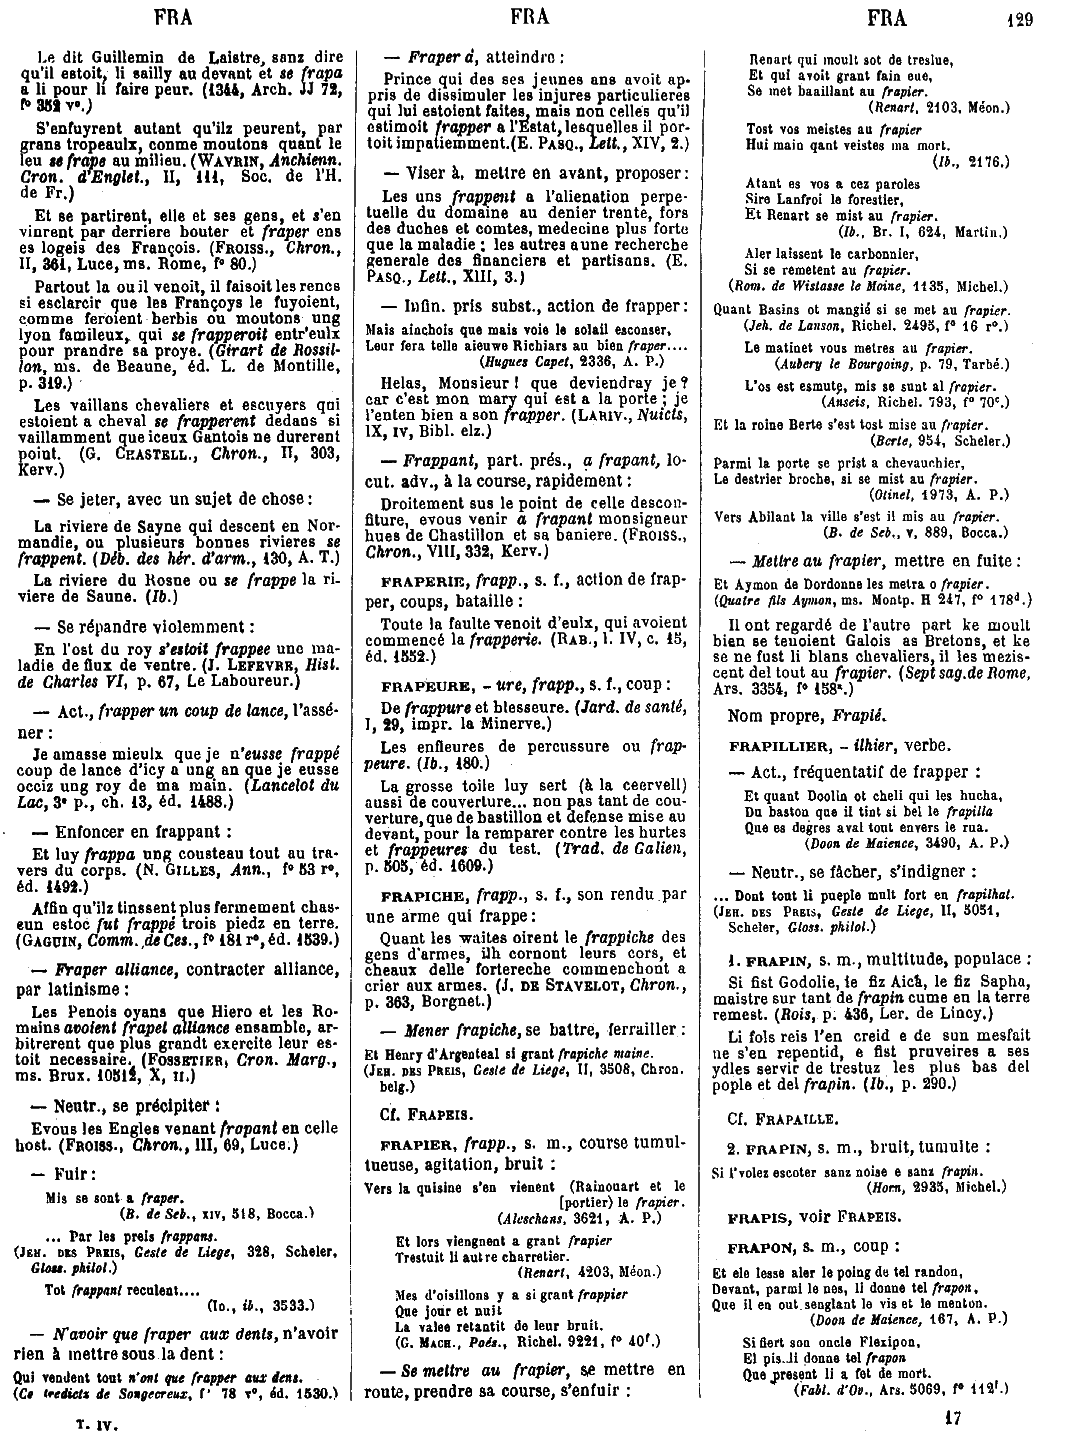 FRA
FRA
FRA
129
Le dit Guillemin de Laistre, sanz dire
qu'il estoit, li sailly au devant et se frapa
a li pour li faire peur. (1344, Arch. JJ 72,
f° 352 v°.)
S'enfuyrent autant qu'ilz peurent, par
grans tropeaulx, conme moutons quant le
leu se frape au milieu. (WAVRIN, Anchienn.
Cron. d'Englet., II, 111, Soc. de l'H.
de Fr.)
Et se partirent, elle et ses gens, et s'en
vinrent par derriere bouter et fraper ens
es logeis des François. (FROISS., Chron.,
II, 361, Luce, ms. Rome, f° 80.)
Partout la ou il venoit, il faisoit les rencs
si esclarcir que les Françoys le fuyoient,
comme feroient berbis ou moutons ung
lyon famileux, qui se frapperoit entr'eulx
pour prandre sa proye. (Girart de Rossil-
lon, ms. de Beaune, éd. L. de Montille,
p. 319.)
Les vaillans chevaliers et escuyers qui
estoient a cheval se frapperent dedans si
vaillamment que iceux Gantois ne durerent
point. (G. CHASTELL., Chron., II, 303,
Kerv.)
— Se jeter, avec un sujet de chose :
La riviere de Sayne qui descent en Nor-
mandie, ou plusieurs bonnes rivieres se
frappent. (Déb. des hér. d'arm., 130, A. T.)
La riviere du Rosne ou se frappe la ri-
viere de Saune. (Ib.)
— Se répandre violemment :
En l'ost du roy s'estoit frappee une ma-
ladie de flux de ventre. (J. LEFEVRE, Hist.
de Charles VI, p. 67, Le Laboureur.)
— Act., frapper un coup de lance, l'assé-
ner :
Je amasse mieulx que je n'eusse frappé
coup de lance d'icy a ung an que je eusse
occiz ung roy de ma main. (Lancelot du
Lac, 3e p., ch. 13, éd. 1488.)
— Enfoncer en frappant :
Et luy frappa ung cousteau tout au tra-
vers du corps. (N. GILLES, Ann., f° 53 r°,
éd. 1492.)
Affin qu'ilz tinssent plus fermement chas-
cun estoc fut frappé trois piedz en terre.
(GAGUIN, Comm. de Ces., f° 181 r°, éd. 1539.)
— Fraper alliance, contracter alliance,
par latinisme :
Les Penois oyans que Hiero et les Ro-
mains avoient frapel alliance ensamble, ar-
bitrerent que plus grandt exercite leur es-
toit necessaire. (FOSSETIER, Cron. Marg.,
ms. Brux. 10512, X, II.)
— Neutr., se précipiter :
Evous les Engles venant frapant en celle
host. (FROISS., Chron., III, 69, Luce.)
— Fuir :
Mis se sont a fraper.
(B. de Seb., XIV, 518, Bocca.)
... Par les preis frappans.
(JEH. DES PREIS, Geste de Liege, 328, Scheler,
Gloss. philol.)
Tot frappant reculent....
(ID., ib., 3533.)
— N'avoir que fraper aux dents, n'avoir
rien à mettre sous la dent :
Qui vendent tout n'ont que frapper aux dens.
(Ce tredictz de Songecreux, f° 78 v°, éd. 1530.)
T. IV.
— Fraper à, atteindre :
Prince qui des ses jeunes ans avoit ap-
pris de dissimuler les injures particulieres
qui lui estoient faites, mais non celles qu'il
estimoit frapper a l'Estat, lesquelles il por-
toit impatiemment. (E. PASQ., Lett., XIV, 2.)
— Viser à, mettre en avant, proposer :
Les uns frappent a l'alienation perpe-
tuelle du domaine au denier trente, fors
des duches et comtes, medecine plus forte
que la maladie ; les autres a une recherche
generale des financiers et partisans. (E.
PASQ., Lett., XIII, 3.)
— Infin. pris subst., action de frapper :
Mais aiachois que mais voie le solail esconser,
Leur fera telle aieuwe Richiars au bien fraper....
(Hugues Capet, 2336, A. P.)
Helas, Monsieur ! que deviendray je ?
car c'est mon mary qui est a la porte ; je
l'enten bien a son frapper. (LARIV., Nuicts,
IX, IV, Bibl. elz.)
— Frappant, part. prés., a frapant, lo-
cut. adv., à la course, rapidement :
Droitement sus le point de celle descon-
fiture, evous venir a frapant monsigneur
hues de Chastillon et sa baniere. (FROISS.,
Chron., VIII, 332, Kerv.)
FRAPERIE, frapp., s. f., action de frap-
per, coups, bataille :
Toute la faulte venoit d'eulx, qui avoient
commencé la frapperie. (RAB., l. IV, c. 15,
éd. 1552.)
FRAPEURE, - ure, frapp., s. f., coup :
De frappure et blesseure. (Jard. de santé,
I, 29, impr. la Minerve.)
Les enfleures de percussure ou frap-
peure. (Ib., 180.)
La grosse toile luy sert (à la ceervell)
aussi de couverture... non pas tant de cou-
verture, que de bastillon et defense mise au
devant, pour la remparer contre les hurtes
et frappeures du test. (Trad. de Galien,
p. 505, éd. 1609.)
FRAPICHE, frapp., s. f., son rendu par
une arme qui frappe :
Quant les waites oirent le frappiche des
gens d'armes, ilh cornont leurs cors, et
cheaux delle fortereche commenchont a
crier aux armes. (J. DE STAVELOT, Chron.,
p. 363, Borgnet.)
— Mener frapiche, se battre, ferrailler :
Et Henry d'Argenteal si grant frapiche maine.
(JEH. DES PREIS, Geste de Liege, II, 3508, Chron.
belg.)
Cf. FRAPEIS.
FRAPIER, frapp., s. m., course tumul-
tueuse, agitation, bruit :
Vers la quisine s'en vienent (Rainouart et le
[portier) le frapier.
(Aleschans, 3621, A. P.)
Et lors viengnent a grant frapier
Trestuit li autre charretier.
(Renart, 4203, Méon.)
Mes d'oisillons y a si grant frappier
Que jour et nuit
La valee retantit de leur bruit.
(G. MACH., Poés., Richel. 9221, f° 40f.)
— Se mettre au frapier, se mettre en
route, prendre sa course, s'enfuir :
Renart qui moult sot de treslue,
Et qui avoit grant fain eue,
Se met baaillant au frapier.
(Renart, 2103, Méon.)
Tost vos meistes au frapier
Hui main qant veistes ma mort.
(Ib., 2176.)
Atant es vos a cez paroles
Sire Lanfroi le forestier,
Et Renart se mist au frapier.
(Ib., Br. I, 624, Martin.)
Aler laissent le carbonnier,
Si se remetent au frapier.
(Rom. de Wistasse le Moine, 1135, Michel.)
Quant Basins ot mangié si se met au frapier.
(Jeh. de Lanson, Richel. 2495, f° 16 r°.)
Le matinet vous metres au frapier.
(Aubery le Bourgoing, p. 79, Tarbé.)
L'os est esmute, mis se sunt al frapier.
(Anseis, Richel. 793, f° 70c.)
Et la roine Berte s'est tost mise au frapier.
(Berte, 954, Scheler.)
Parmi la porte se prist a chevauchier,
Le destrier broche, si se mist au frapier.
(Otinel, 1973, A. P.)
Vers Abilant la ville s'est il mis au frapier.
(B. de Seb., V, 889, Bocca.)
— Mettre au frapier, mettre en fuite :
Et Aymon de Dordonne les metra o frapier.
(Quatre fils Aymon, ms. Montp. H 247, f° 178d.)
Il ont regardé de l'autre part ke moult
bien se tenoient Galois as Bretons, et ke
se ne fust li blans chevaliers, il les mezis-
cent del tout au frapier. (Sept sag. de Rome,
Ars. 3354, f° 158c.)
Nom propre, Frapié.
FRAPILLIER, - ilhier, verbe.
— Act., fréquentatif de frapper :
Et quant Doolin ot cheli qui les hucha,
Du baston que il tint si bel le frapilla
Que es degres aval tout envers le rua.
(Doon de Maience, 3490, A. P.)
— Neutr., se fâcher, s'indigner :
... Dont tout li pueple mult fort en frapilhat.
(JEH. DES PREIS, Geste de Liege, II, 5051,
Scheler, Gloss. philol.)
1. FRAPIN, s. m., multitude, populace :
Si fist Godolie, le fiz Aich, le fiz Sapha,
maistre sur tant de frapin cume en la terre
remest. (Rois, p. 436, Ler. de Lincy.)
Li fols reis l'en creid e de sun mesfait
ne s'en repentid, e fist pruveires a ses
ydles servir de trestuz les plus bas del
pople et del frapin. (Ib., p. 290.)
Cf. FRAPAILLE.
2. FRAPIN, s. m., bruit, tumulte :
Si l'volez escoter sanz noise e sanz frapin.
(Horn, 2935, Michel.)
FRAPIS, voir FRAPEIS.
FRAPON, s. m., coup :
Et ele lesse aler le poing de tel randon,
Devant, parmi le nes, li donne tel frapon,
Que il en out senglant le vis et le menton.
(Doon de Maience, 167, A. P.)
Si fiert son oncle Flexipon,
El pis li donne tel frapon
Que present li a fet de mort.
(Fabl. d'Ov., Ars. 5069, f° 112f.)
17